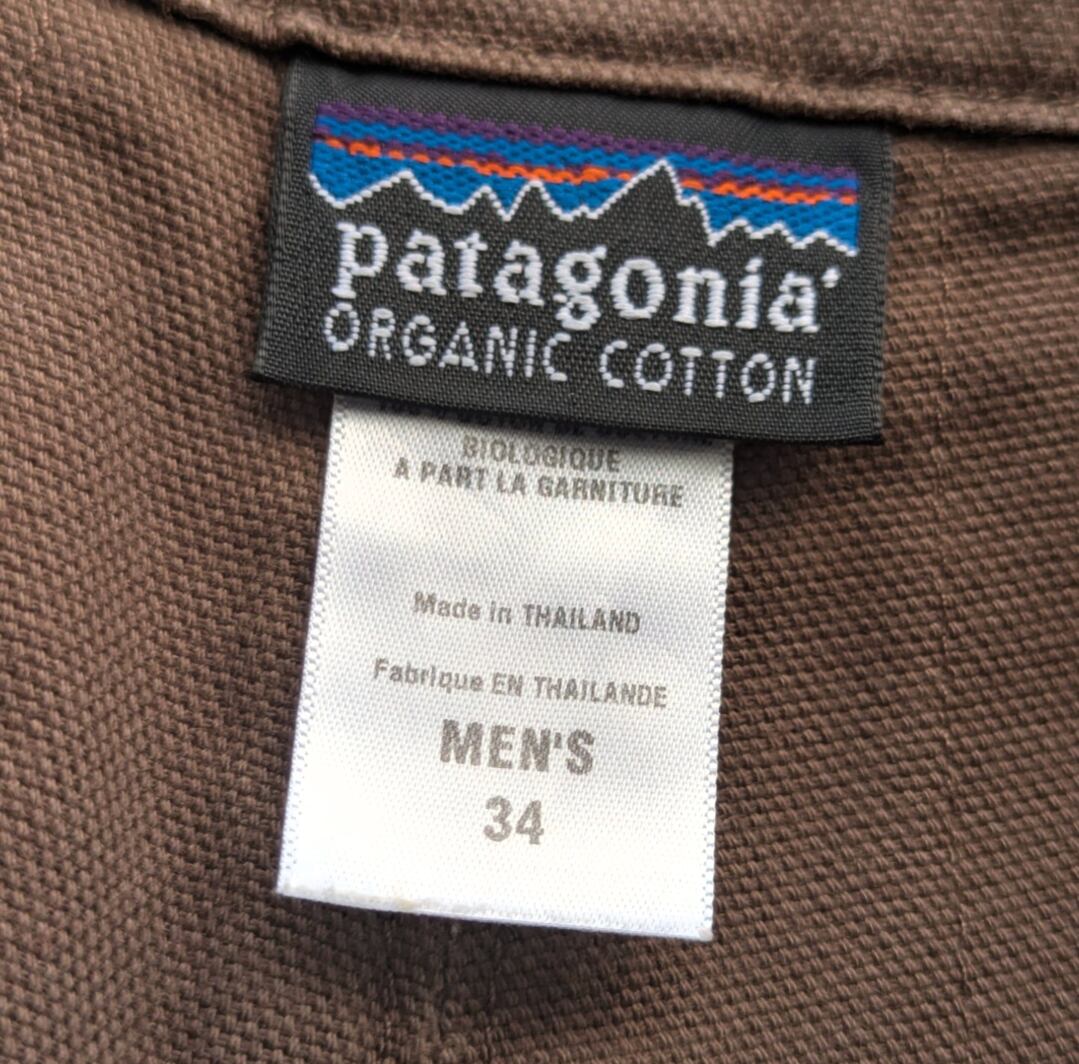 patagonia®
ORGANIC COTTON
BIOLOGIQUE
A PART LA GARNITURE
Made in THAILAND
Fabrique EN THAILANDE
MEN'S
34